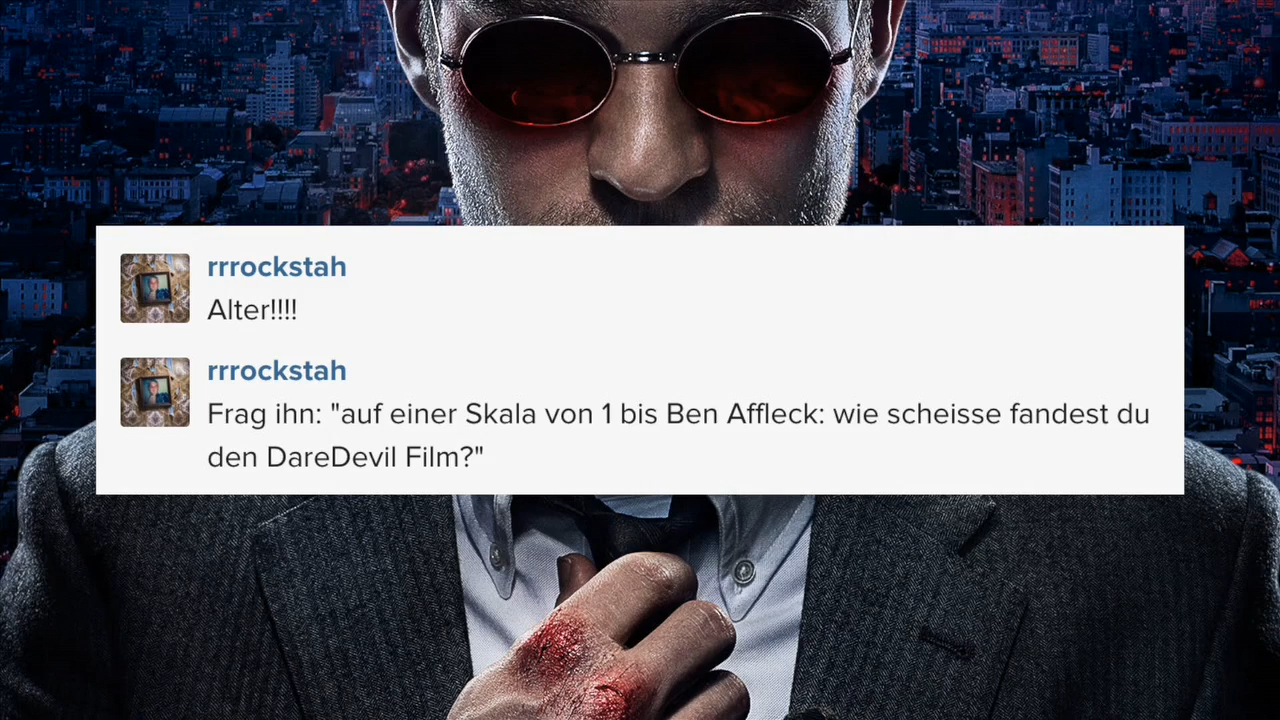 rrrockstah
Alter!!!!
rrrockstah
Frag ihn: "auf einer Skala von 1 bis Ben Affleck: wie scheisse fandest du
den DareDevil Film?"